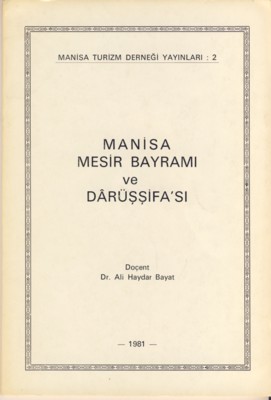 MANİSA TURİZM DERNEĞİ YAYINLARI : 2
MANİSA
MESİR BAYRAMI
ve
DÂRÜŞŞİFA'SI
Doçent
Dr. Ali Haydar Bayat
— 1981 —